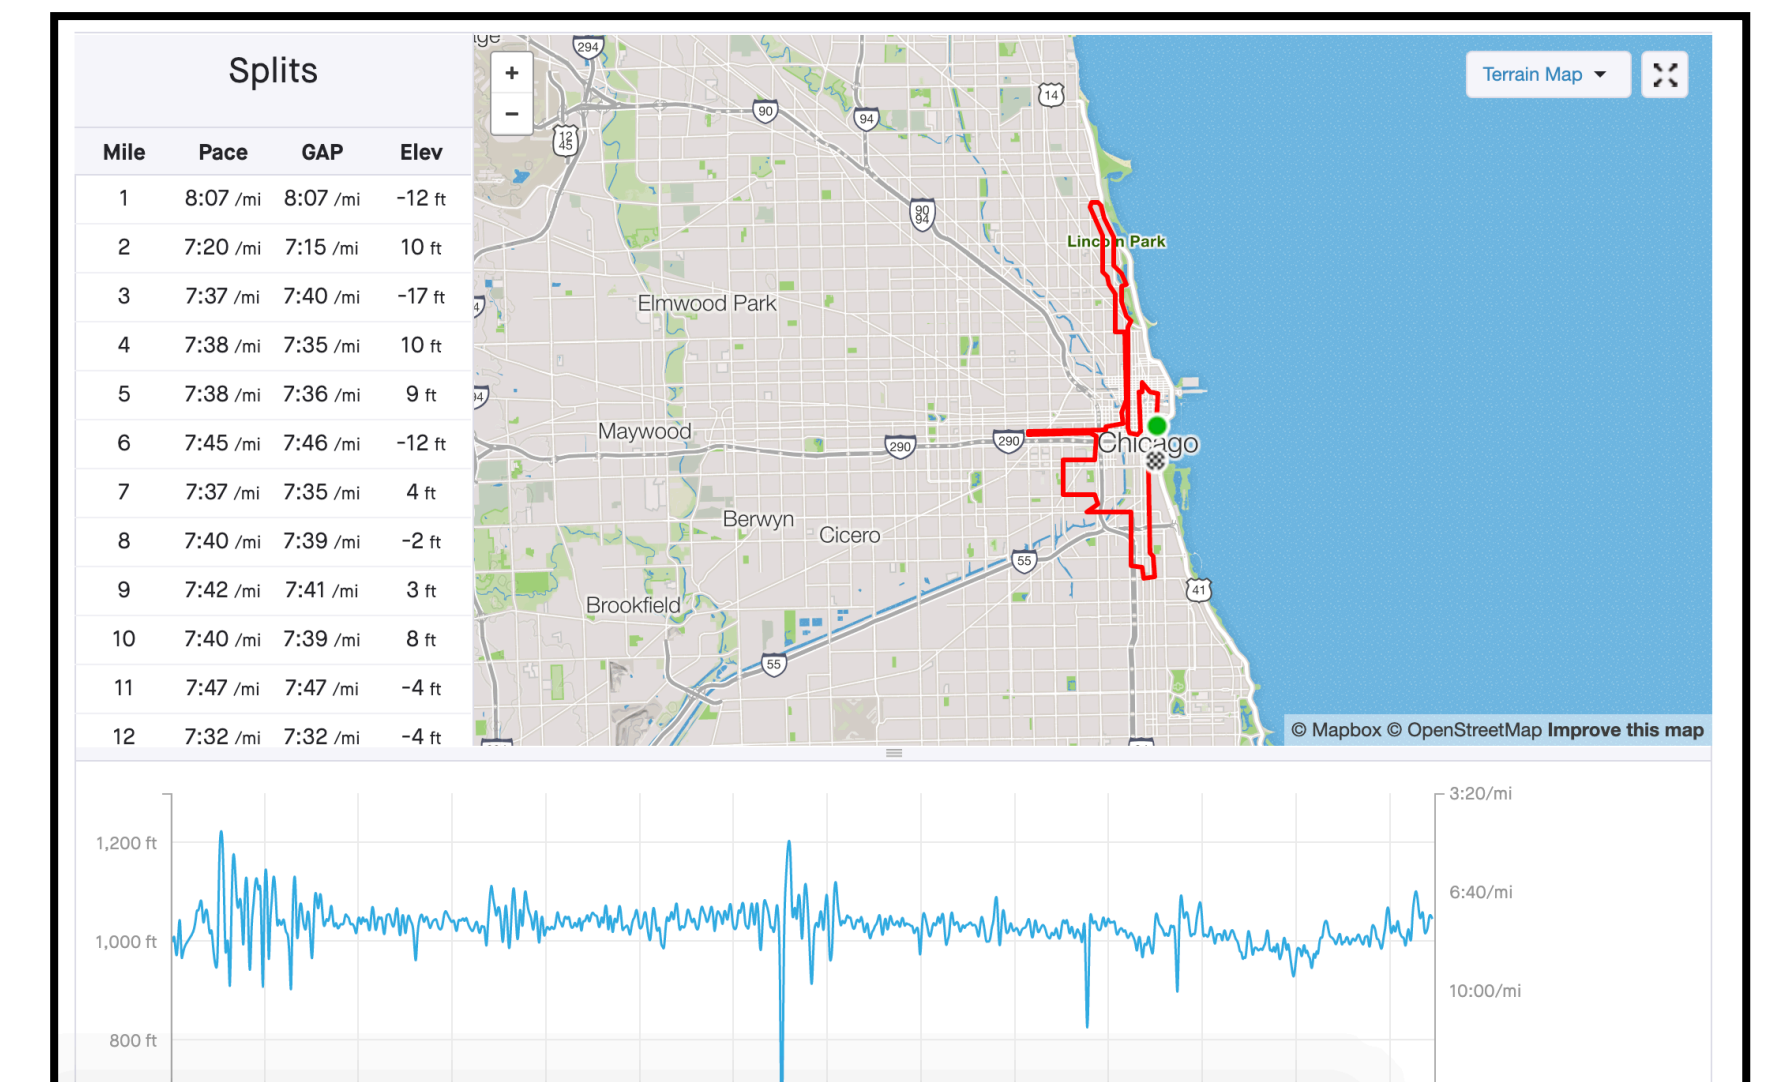 Splits
Mile Pace GAP Elev
1 8:07 /mi 8:07 /mi -12 ft
2 7:20 /mi 7:15 /mi 10 ft
3 7:37 /mi 7:40 /mi -17 ft
4 7:38 /mi 7:35 /mi 10 ft
5 7:38 /mi 7:36 /mi 9 ft
6 7:45 /mi 7:46 /mi -12 ft
7 7:37 /mi 7:35 /mi 4 ft
8 7:40 /mi 7:39 /mi -2 ft
9 7:42 /mi 7:41 /mi 3 ft
10 7:40 /mi 7:39 /mi 8 ft
11 7:47 /mi 7:47 /mi -4 ft
12 7:32 /mi 7:32 /mi -4 ft
+
−
Terrain Map
294
14
90
94
12
45
90
94
Lincoln Park
Elmwood Park
Maywood
290
290
Chicago
Berwyn
Cicero
55
41
Brookfield
55
© Mapbox © OpenStreetMap Improve this map
3:20/mi
1,200 ft
6:40/mi
1,000 ft
10:00/mi
800 ft